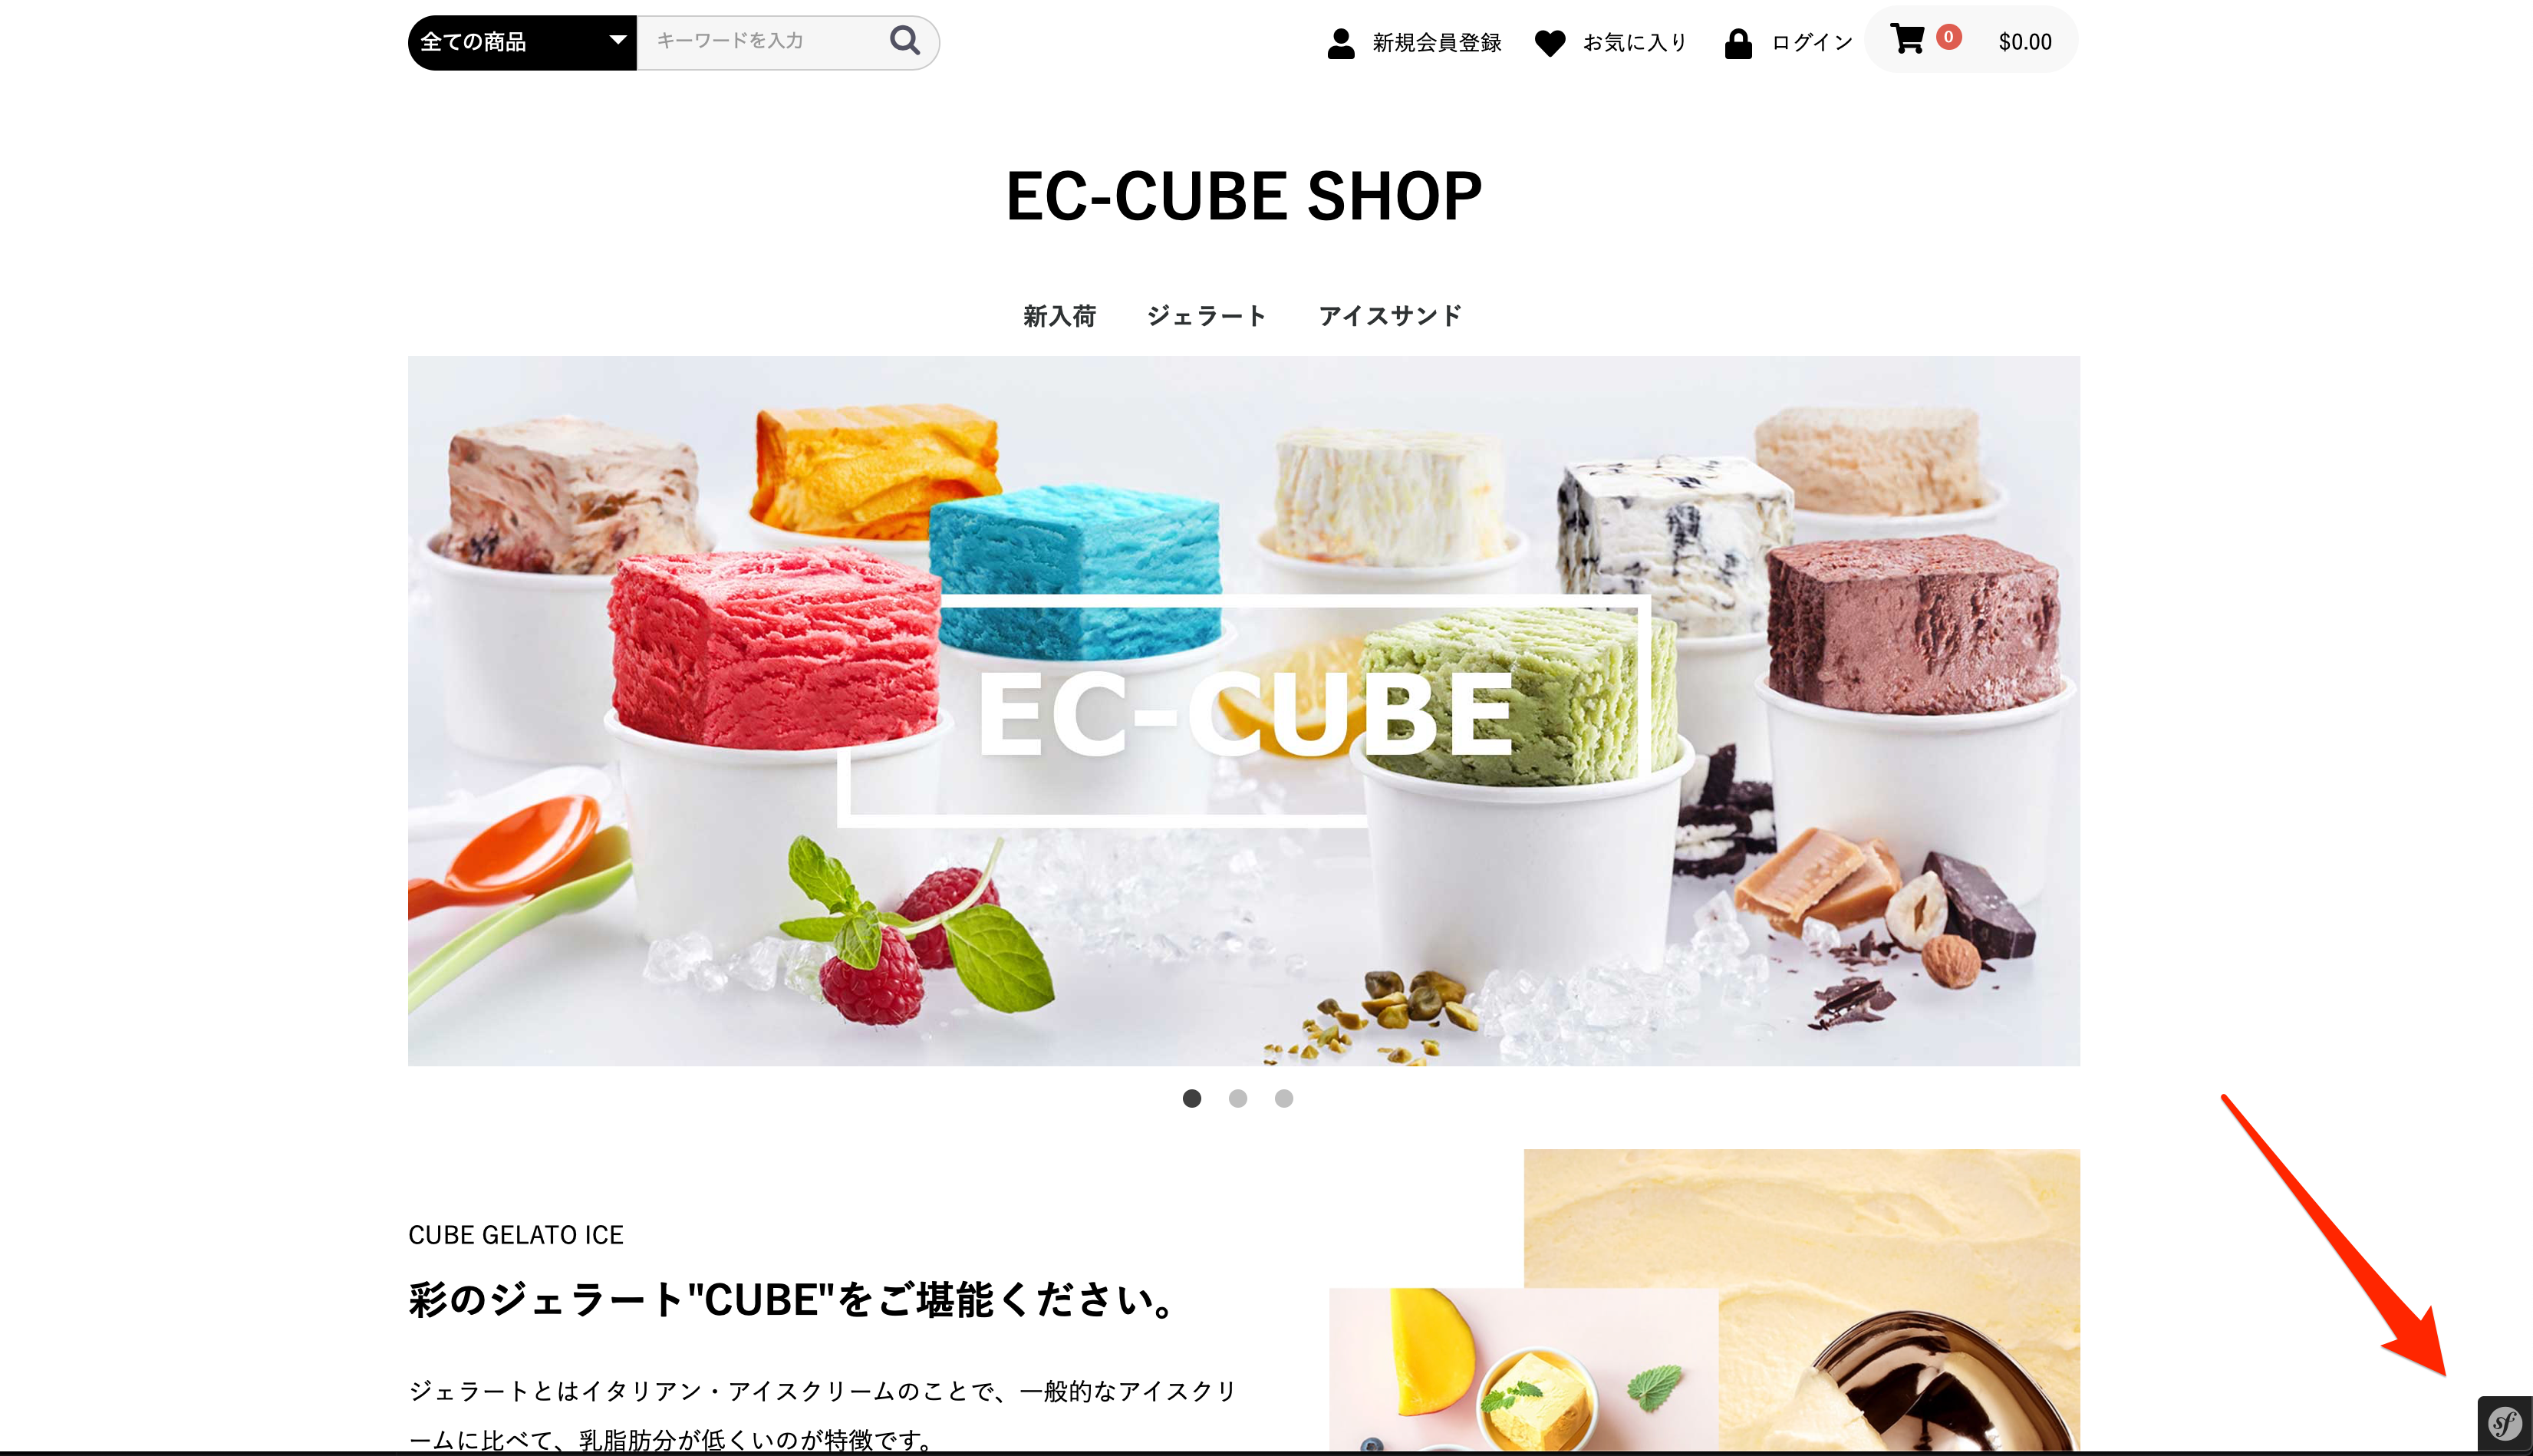 全ての商品
キーワードを入力
新規会員登録
お気に入り
ログイン
0
$0.00
EC-CUBE SHOP
新入荷
ジェラート
アイスサンド
EC-CUBE
CUBE GELATO ICE
彩のジェラート"CUBE"をご堪能ください。
ジェラートとはイタリアン・アイスクリームのことで、一般的なアイスクリ
ームに比べて、乳脂肪分が低くいのが特徴です。
sf